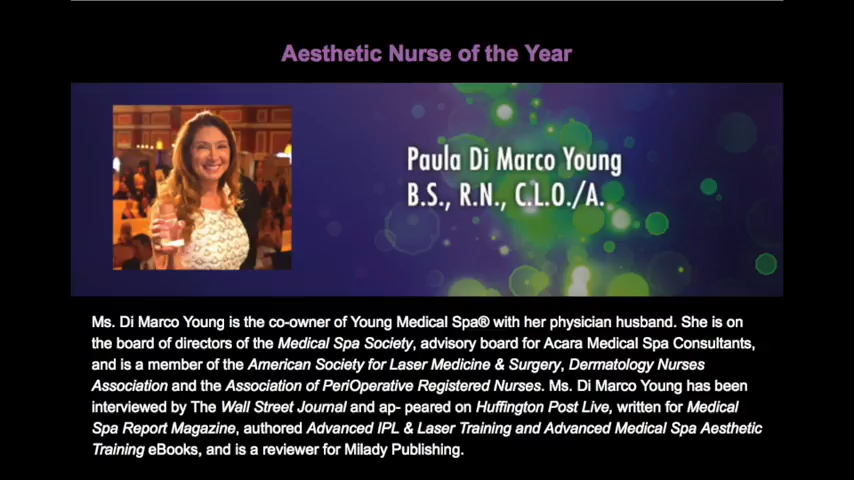 Aesthetic Nurse of the Year
Paula Di Marco Young
B.S., R.N., C.L.O./A.
Ms. Di Marco Young is the co-owner of Young Medical Spa® with her physician husband. She is on
the board of directors of the Medical Spa Society, advisory board for Acara Medical Spa Consultants,
and is a member of the American Society for Laser Medicine & Surgery, Dermatology Nurses
Association and the Association of PeriOperative Registered Nurses. Ms. Di Marco Young has been
interviewed by The Wall Street Journal and ap- peared on Huffington Post Live, written for Medical
Spa Report Magazine, authored Advanced IPL & Laser Training and Advanced Medical Spa Aesthetic
Training eBooks, and is a reviewer for Milady Publishing.